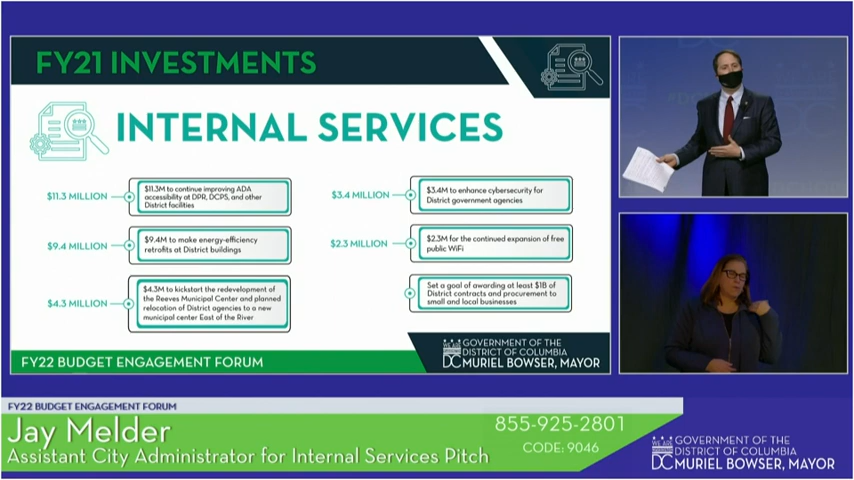 FY21 INVESTMENTS
INTERNAL SERVICES
$11.3 MILLION
$11.3M to continue improving ADA
accessibility at DPR, DCPS, and other
District facilities
$9.4 MILLION
$9.4M to make energy-efficiency
retrofits at District buildings
$4.3 MILLION
$4.3M to kickstart the redevelopment of
the Reeves Municipal Center and planned
relocation of District agencies to a new
municipal center East of the River
$3.4 MILLION
$3.4M to enhance cybersecurity for
District government agencies
$2.3 MILLION
$2.3M for the continued expansion of free
public WiFi
Set a goal of awarding at least $1B of
District contracts and procurement to
small and local businesses
FY22 BUDGET ENGAGEMENT FORUM
WE ARE
DC
GOVERNMENT OF THE
DISTRICT OF COLUMBIA
MURIEL BOWSER, MAYOR
FY22 BUDGET ENGAGEMENT FORUM
Jay Melder
Assistant City Administrator for Internal Services Pitch
855-925-2801
CODE: 9046
WE ARE
DC
GOVERNMENT OF THE
DISTRICT OF COLUMBIA
MURIEL BOWSER, MAYOR